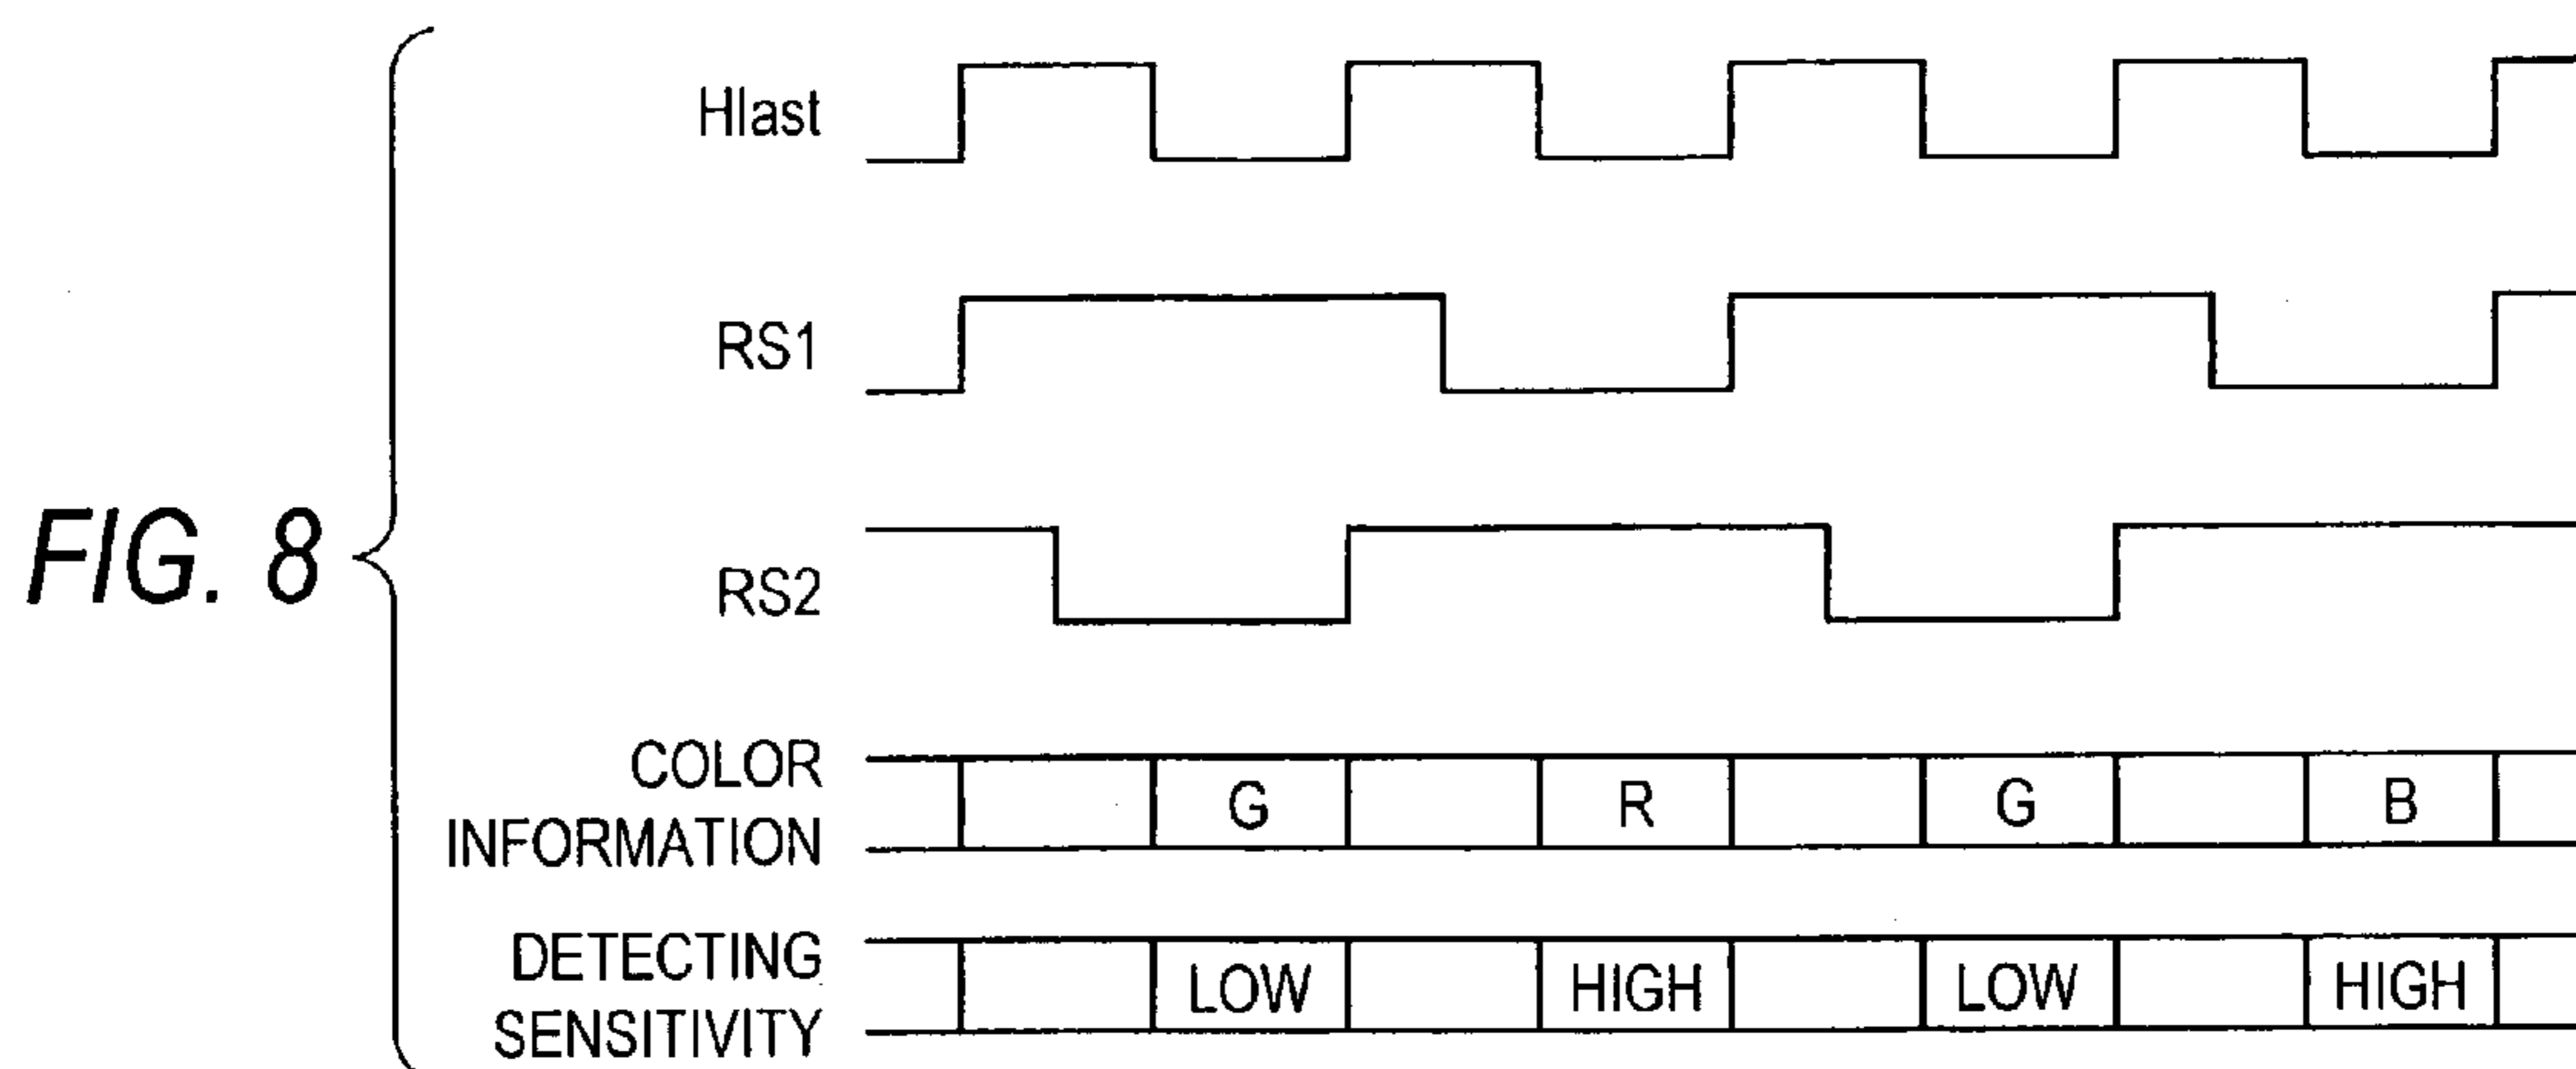 FIG. 8
Hlast
RS1
RS2
COLOR
INFORMATION
G R G B
DETECTING
SENSITIVITY
LOW HIGH LOW HIGH